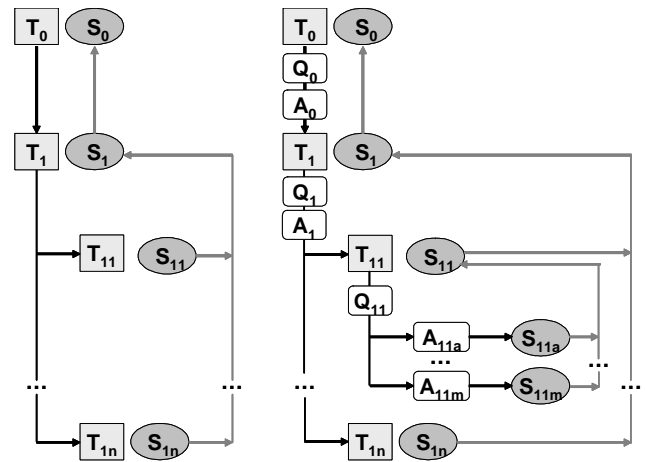 T0 S0
T1 S1
T11 S11
... ...
T1n S1n
T0 S0
Q0
A0
T1 S1
Q1
A1
T11 S11
Q11
A11a S11a
... ...
... ...
A11m S11m
T1n S1n